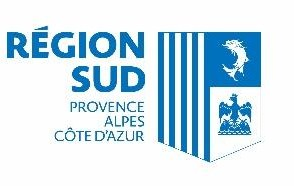 RÉGION
SUD
PROVENCE
ALPES
CÔTE D'AZUR